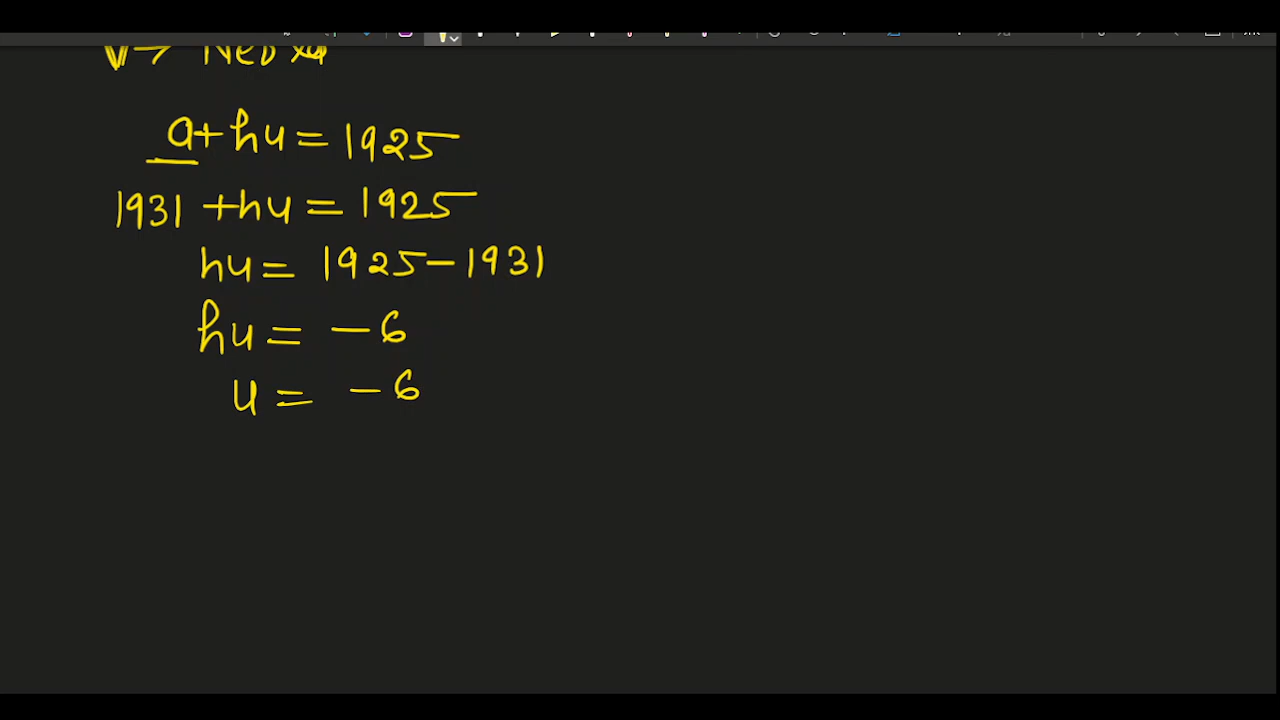 a+hu=1925
1931 +hu=1925
hu= 1925-1931
hu= -6
u= -6